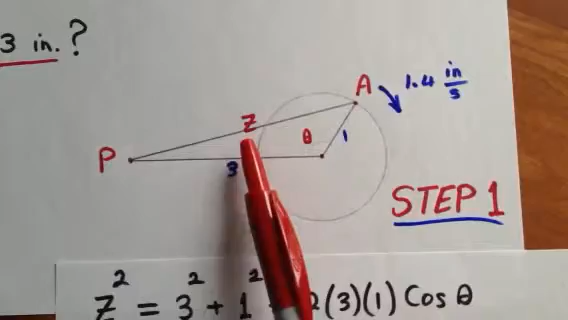 3 in.?
A 1.4 in/s
Z
θ 1
P
3
STEP 1
z² = 3² + 1² 2(3)(1) Cos θ